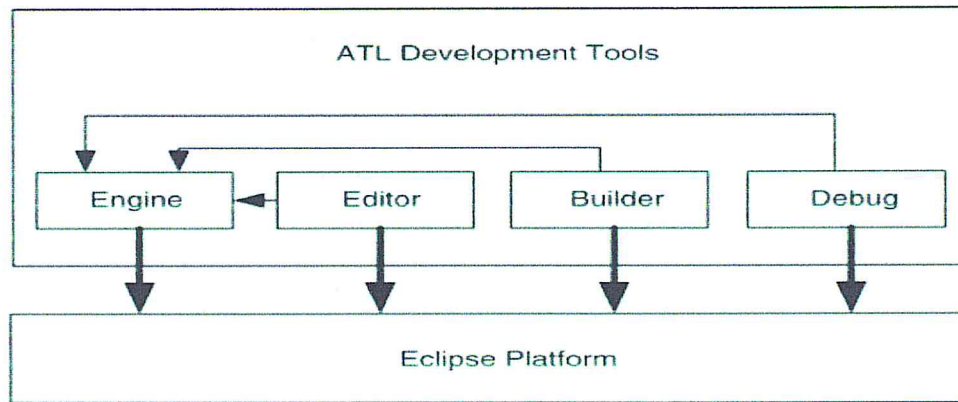 ATL Development Tools
Engine
Editor
Builder
Debug
Eclipse Platform